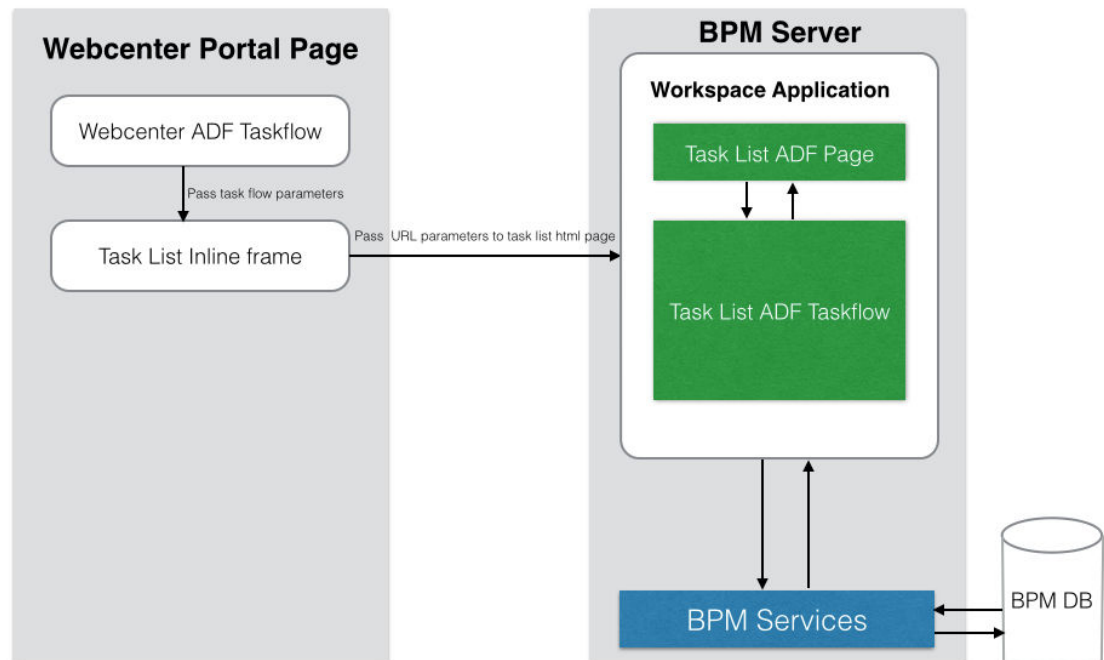 Webcenter Portal Page
Webcenter ADF Taskflow
Pass task flow parameters
Task List Inline frame
Pass URL parameters to task list html page
BPM Server
Workspace Application
Task List ADF Page
Task List ADF Taskflow
BPM Services
BPM DB